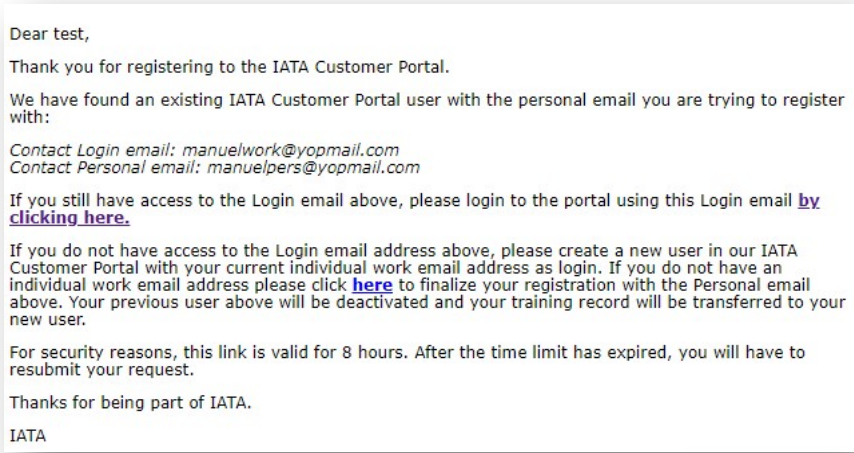 Dear test,
Thank you for registering to the IATA Customer Portal.
We have found an existing IATA Customer Portal user with the personal email you are trying to register
with:
Contact Login email: manuelwork@yopmail.com
Contact Personal email: manuelpers@yopmail.com
If you still have access to the Login email above, please login to the portal using this Login email by
clicking here.
If you do not have access to the Login email address above, please create a new user in our IATA
Customer Portal with your current individual work email address as login. If you do not have an
individual work email address please click here to finalize your registration with the Personal email
above. Your previous user above will be deactivated and your training record will be transferred to your
new user.
For security reasons, this link is valid for 8 hours. After the time limit has expired, you will have to
resubmit your request.
Thanks for being part of IATA.
IATA